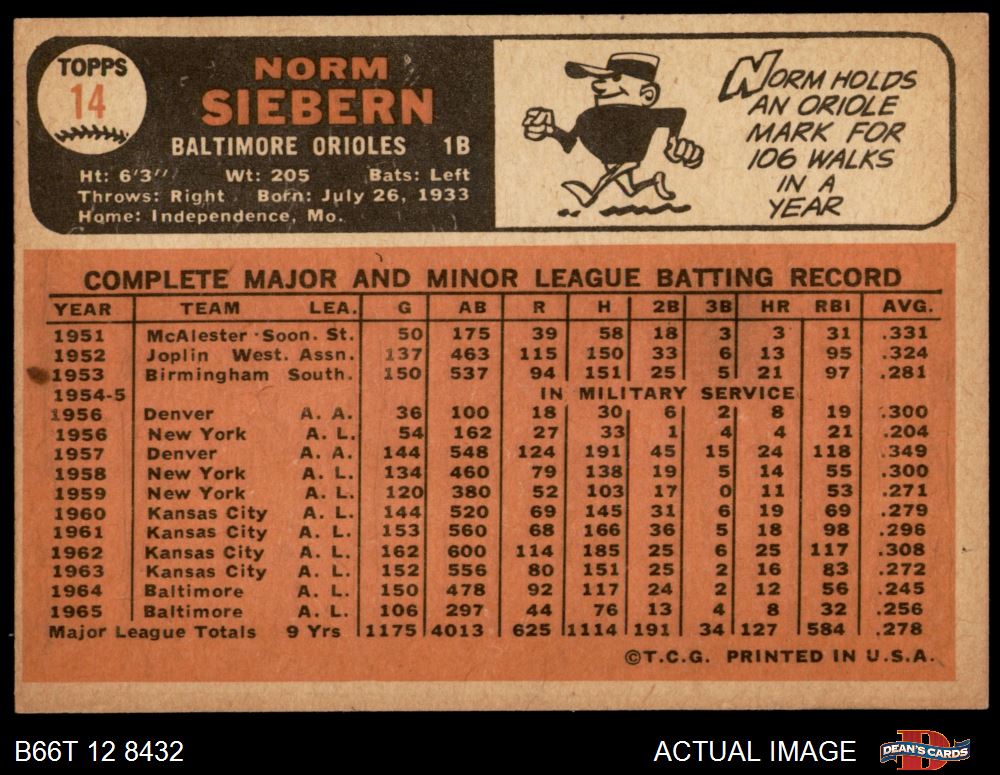 TOPPS
14
NORM
SIEBERN
BALTIMORE ORIOLES 1B
Ht: 6'3" Wt: 205 Bats: Left
Throws: Right Born: July 26, 1933
Home: Independence, Mo.
NORM HOLDS
AN ORIOLE
MARK FOR
106 WALKS
IN A
YEAR
COMPLETE MAJOR AND MINOR LEAGUE BATTING RECORD
YEAR TEAM LEA. G AB R H 2B 3B HR RBI AVG.
1951 McAlester Soon. St. 50 175 39 58 18 3 3 31 .331
1952 Joplin West. Assn. 137 463 115 150 33 6 13 95 .324
1953 Birmingham South. 150 537 94 151 25 5 21 97 .281
1954-5 IN MILITARY SERVICE
1956 Denver A. A. 36 100 18 30 6 2 8 19 .300
1956 New York A. L. 54 162 27 33 1 4 4 21 .204
1957 Denver A. A. 144 548 124 191 45 15 24 118 .349
1958 New York A. L. 134 460 79 138 19 5 14 55 .300
1959 New York A. L. 120 380 52 103 17 0 11 53 .271
1960 Kansas City A. L. 144 520 69 145 31 6 19 69 .279
1961 Kansas City A. L. 153 560 68 166 36 5 18 98 .296
1962 Kansas City A. L. 162 600 114 185 25 6 25 117 .308
1963 Kansas City A. L. 152 556 80 151 25 2 16 83 .272
1964 Baltimore A. L. 150 478 92 117 24 2 12 56 .245
1965 Baltimore A. L. 106 297 44 76 13 4 8 32 .256
Major League Totals 9 Yrs 1175 4013 625 1114 191 34 127 584 .278
©T.C.G. PRINTED IN U.S.A.
B66T 12 8432 ACTUAL IMAGE DEAN'S CARDS